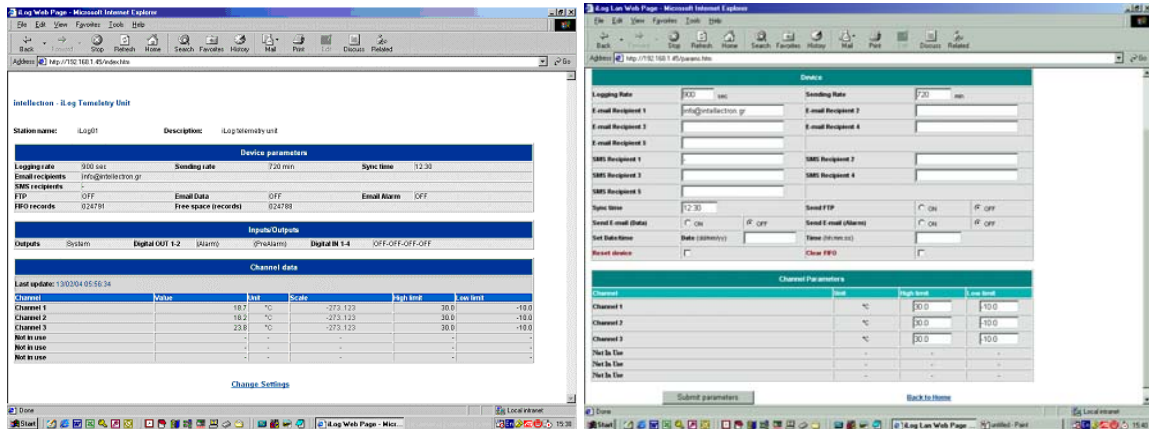 iLog Web Page - Microsoft Internet Explorer
File Edit View Favorites Tools Help
Back Forward Stop Refresh Home Search Favorites History Mail Print Edit Discuss Related
Address http://192.168.1.45/index.htm Go
intellectron - iLog Temeletry Unit
Station name: iLog01 Description: iLog telemetry unit
Device parameters
Logging rate 900 sec Sending rate 720 min Sync time 12:30
Email recipients info@intellectron.gr
SMS recipients -
FTP OFF Email Data OFF Email Alarm OFF
FIFO records 024791 Free space (records) 024788
Inputs/Outputs
Outputs System Digital OUT 1-2 (Alarm) (PreAlarm) Digital IN 1-4 OFF-OFF-OFF-OFF
Channel data
Last update: 13/02/04 05:56:34
Channel Value Unit Scale High limit Low limit
Channel 1 18.7 °C -273..123 30.0 -10.0
Channel 2 18.2 °C -273..123 30.0 -10.0
Channel 3 23.8 °C -273..123 30.0 -10.0
Not in use - - - - -
Not in use - - - - -
Not in use - - - - -
Change Settings
Done Local intranet
Start iLog Web Page - Micr... EN 15:38
iLog Lan Web Page - Microsoft Internet Explorer
File Edit View Favorites Tools Help
Back Forward Stop Refresh Home Search Favorites History Mail Print Edit Discuss Related
Address http://192.168.1.45/params.htm Go
Device
Logging Rate 900 sec Sending Rate 720 min
E-mail Recipient 1 info@intellectron.gr E-mail Recipient 2
E-mail Recipient 3 E-mail Recipient 4
E-mail Recipient 5
SMS Recipient 1 - SMS Recipient 2
SMS Recipient 3 SMS Recipient 4
SMS Recipient 5
Sync time 12:30 Send FTP ON OFF
Send E-mail (Data) ON OFF Send E-mail (Alarm) ON OFF
Set Date/time Date (dd/mm/yy) Time (hh:mm:ss)
Reset device Clear FIFO
Channel Parameters
Channel Unit High limit Low limit
Channel 1 °C 30.0 -10.0
Channel 2 °C 30.0 -10.0
Channel 3 °C 30.0 -10.0
Not In Use - - -
Not In Use - - -
Not In Use - - -
Submit parameters Back to Home
Done Local intranet
Start iLog Lan Web Page ... untitled - Paint 15:40